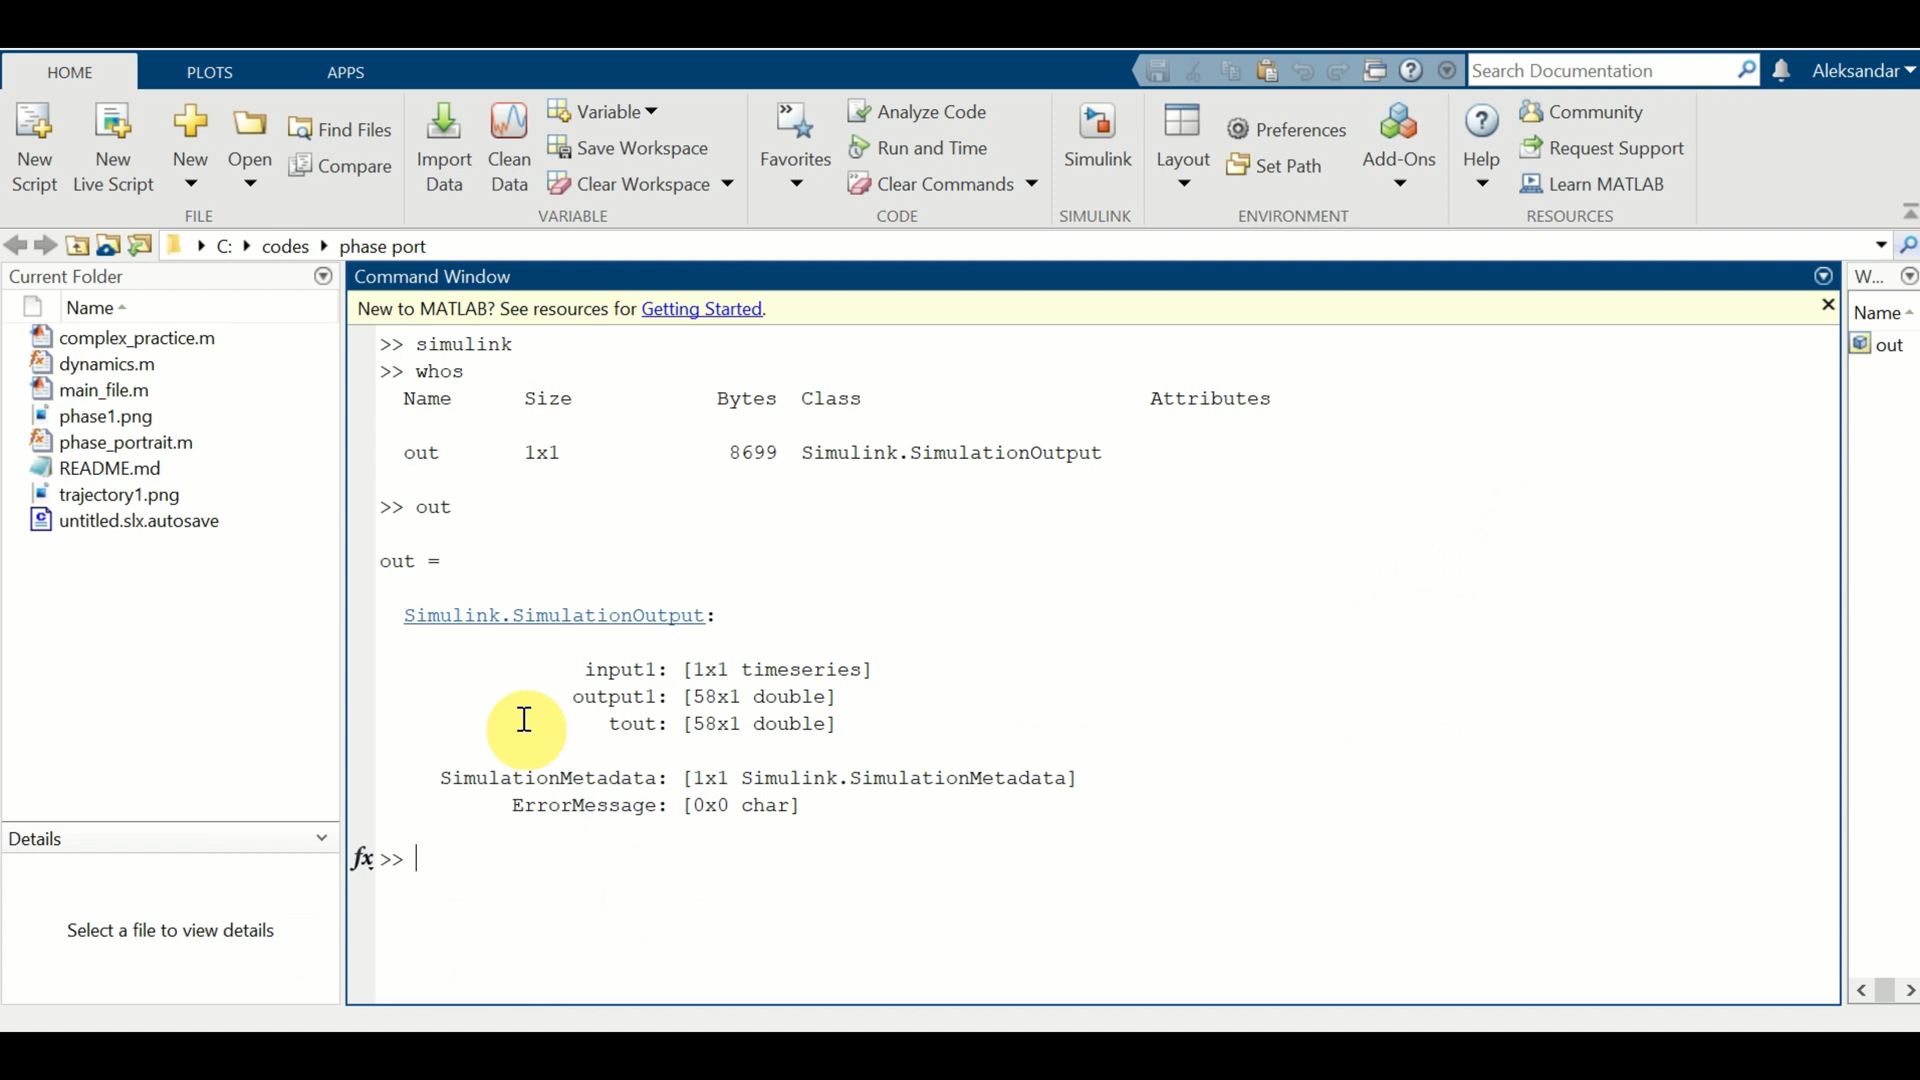 HOME PLOTS APPS Search Documentation Aleksandar
New Script New Live Script New Open Find Files Compare Import Data Clean Data Variable Save Workspace Clear Workspace Favorites Analyze Code Run and Time Clear Commands Simulink Layout Preferences Set Path Add-Ons Help Community Request Support Learn MATLAB
FILE VARIABLE CODE SIMULINK ENVIRONMENT RESOURCES
C: codes phase port
Current Folder
Name
complex_practice.m
dynamics.m
main_file.m
phase1.png
phase_portrait.m
README.md
trajectory1.png
untitled.slx.autosave
Details
Select a file to view details
Command Window
New to MATLAB? See resources for Getting Started.
>> simulink
>> whos
Name Size Bytes Class Attributes
out 1x1 8699 Simulink.SimulationOutput
>> out
out =
Simulink.SimulationOutput:
input1: [1x1 timeseries]
output1: [58x1 double]
tout: [58x1 double]
SimulationMetadata: [1x1 Simulink.SimulationMetadata]
ErrorMessage: [0x0 char]
fx >>
W...
Name
out